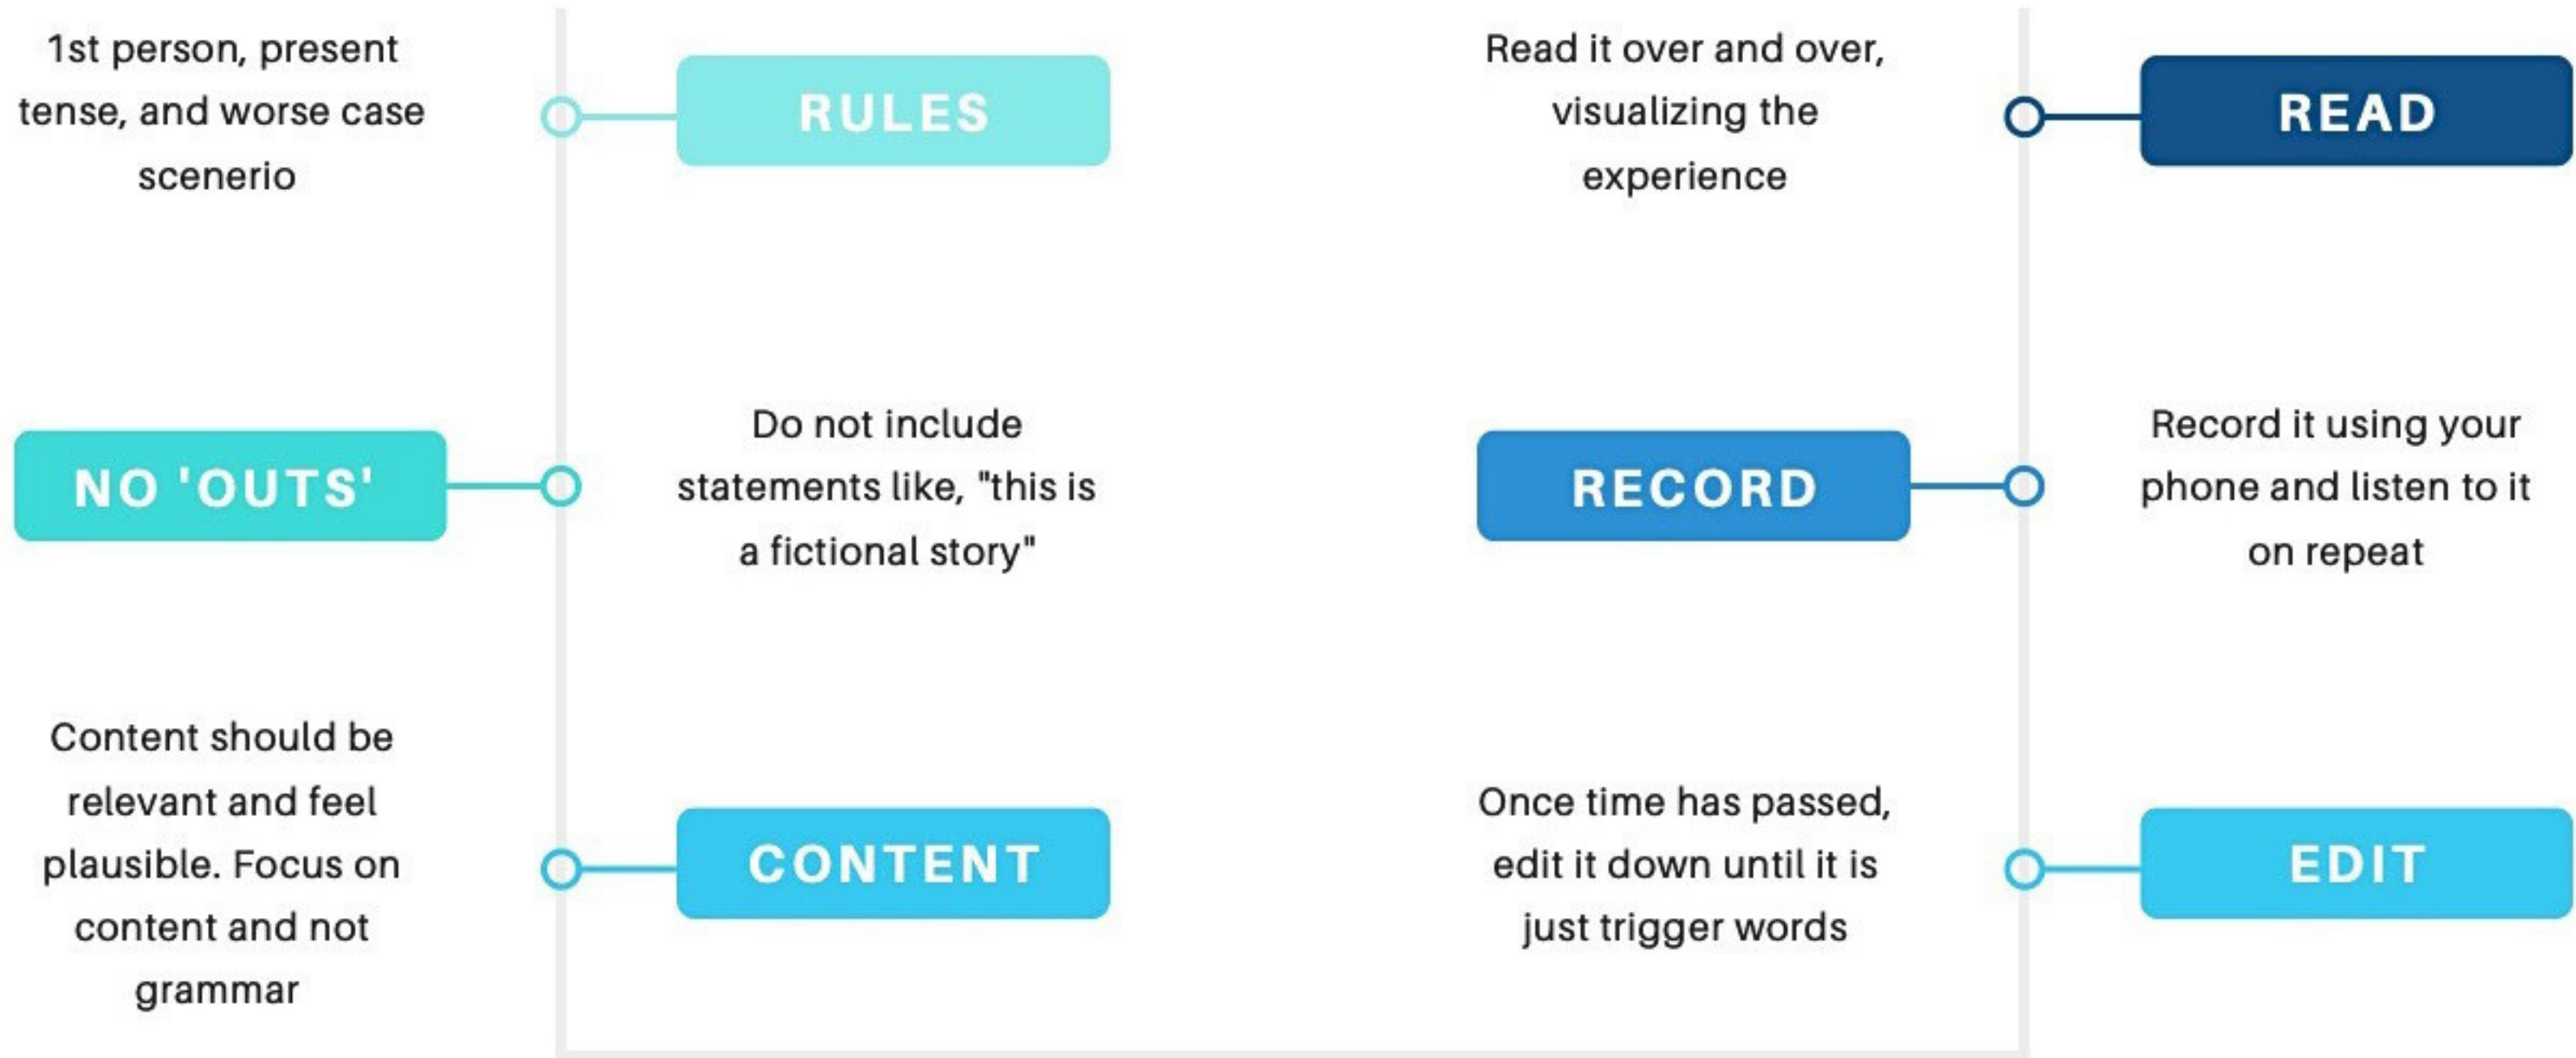 1st person, present
tense, and worse case
scenerio
RULES
NO 'OUTS'
Do not include
statements like, "this is
a fictional story"
Content should be
relevant and feel
plausible. Focus on
content and not
grammar
CONTENT
Read it over and over,
visualizing the
experience
READ
RECORD
Record it using your
phone and listen to it
on repeat
Once time has passed,
edit it down until it is
just trigger words
EDIT